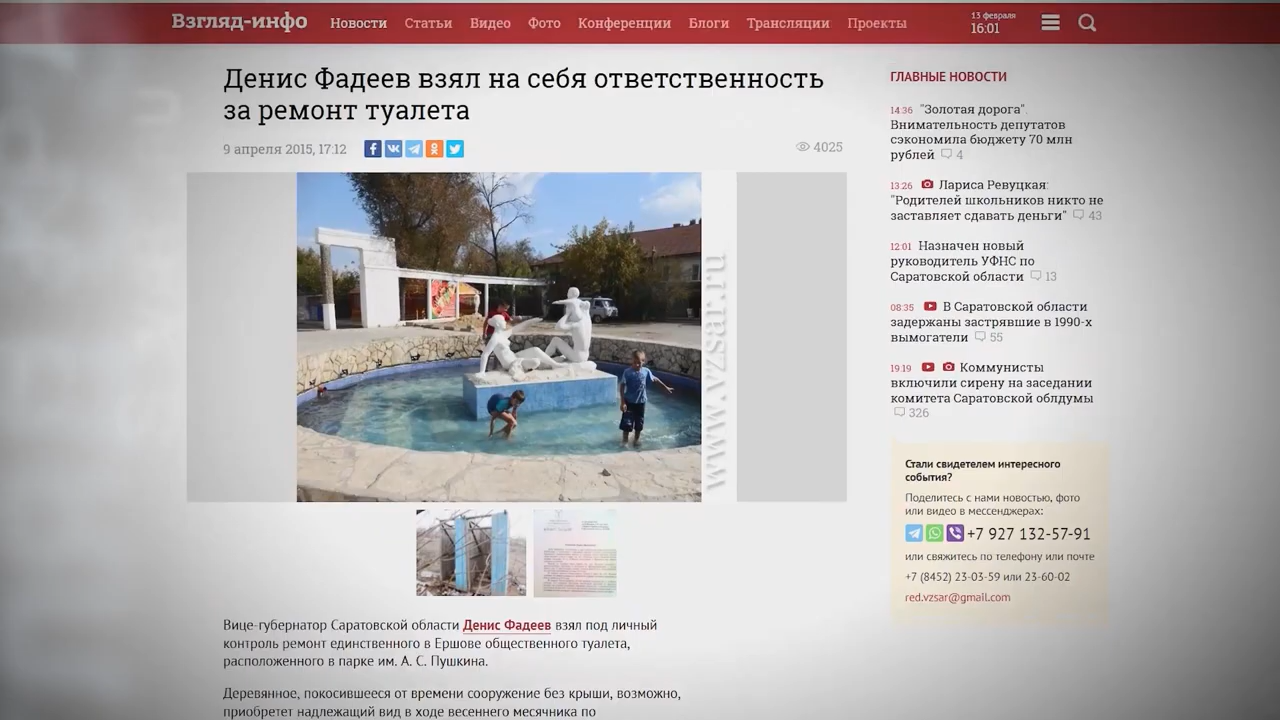 Взгляд-инфо
Новости Статьи Видео Фото Конференции Блоги Трансляции Проекты
13 февраля
16:01
Денис Фадеев взял на себя ответственность
за ремонт туалета
9 апреля 2015, 17:12
4025
www.vzsar.ru
Вице-губернатор Саратовской области Денис Фадеев взял под личный
контроль ремонт единственного в Ершове общественного туалета,
расположенного в парке им. А. С. Пушкина.
Деревянное, покосившееся от времени сооружение без крыши, возможно,
приобретет надлежащий вид в ходе весеннего месячника по
ГЛАВНЫЕ НОВОСТИ
14:36 "Золотая дорога".
Внимательность депутатов
сэкономила бюджету 70 млн
рублей 4
13:26 Лариса Ревуцкая:
"Родителей школьников никто не
заставляет сдавать деньги" 43
12:01 Назначен новый
руководитель УФНС по
Саратовской области 13
08:35 В Саратовской области
задержаны застрявшие в 1990-х
вымогатели 55
19:19 Коммунисты
включили сирену на заседании
комитета Саратовской облдумы
326
Стали свидетелем интересного
события?
Поделитесь с нами новостью, фото
или видео в мессенджерах:
+7 927 132-57-91
или свяжитесь по телефону или почте
+7 (8452) 23-03-59 или 23-60-02
red.vzsar@gmail.com